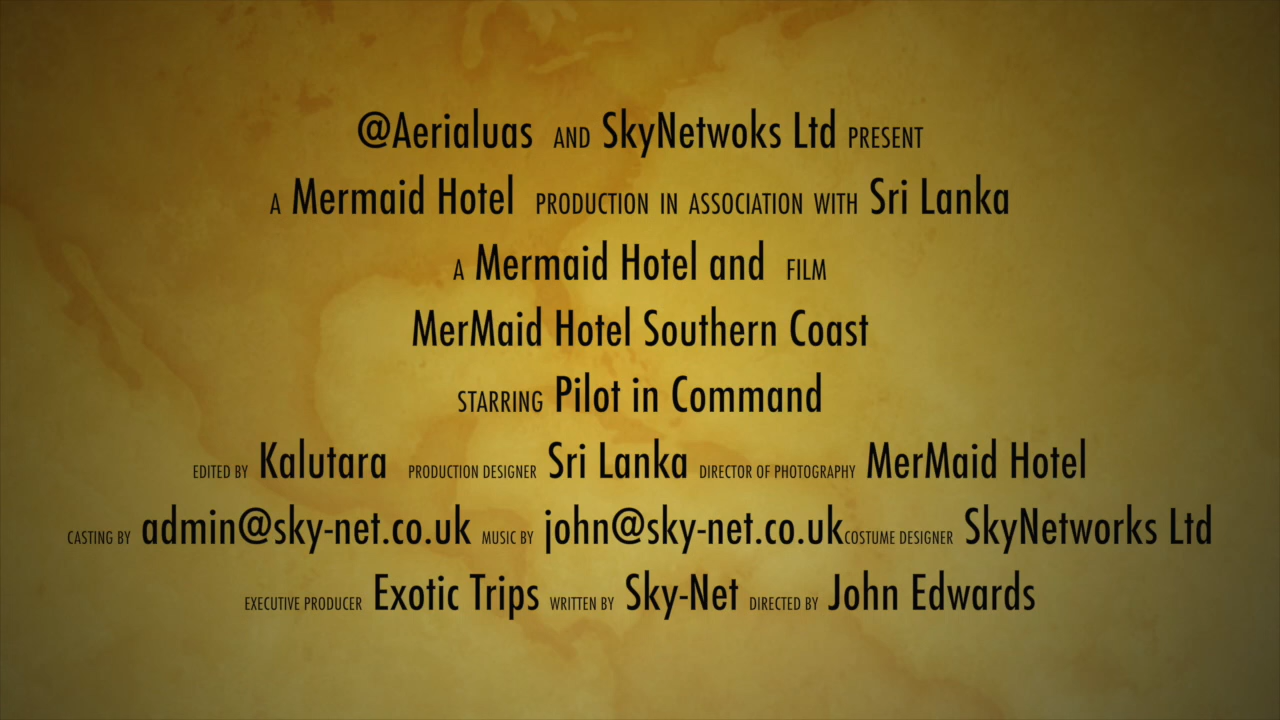 @Aerialuas AND SkyNetwoks Ltd PRESENT
A Mermaid Hotel PRODUCTION IN ASSOCIATION WITH Sri Lanka
A Mermaid Hotel and FILM
MerMaid Hotel Southern Coast
STARRING Pilot in Command
EDITED BY Kalutara PRODUCTION DESIGNER Sri Lanka DIRECTOR OF PHOTOGRAPHY MerMaid Hotel
CASTING BY admin@sky-net.co.uk MUSIC BY john@sky-net.co.ukCOSTUME DESIGNER SkyNetworks Ltd
EXECUTIVE PRODUCER Exotic Trips WRITTEN BY Sky-Net DIRECTED BY John Edwards